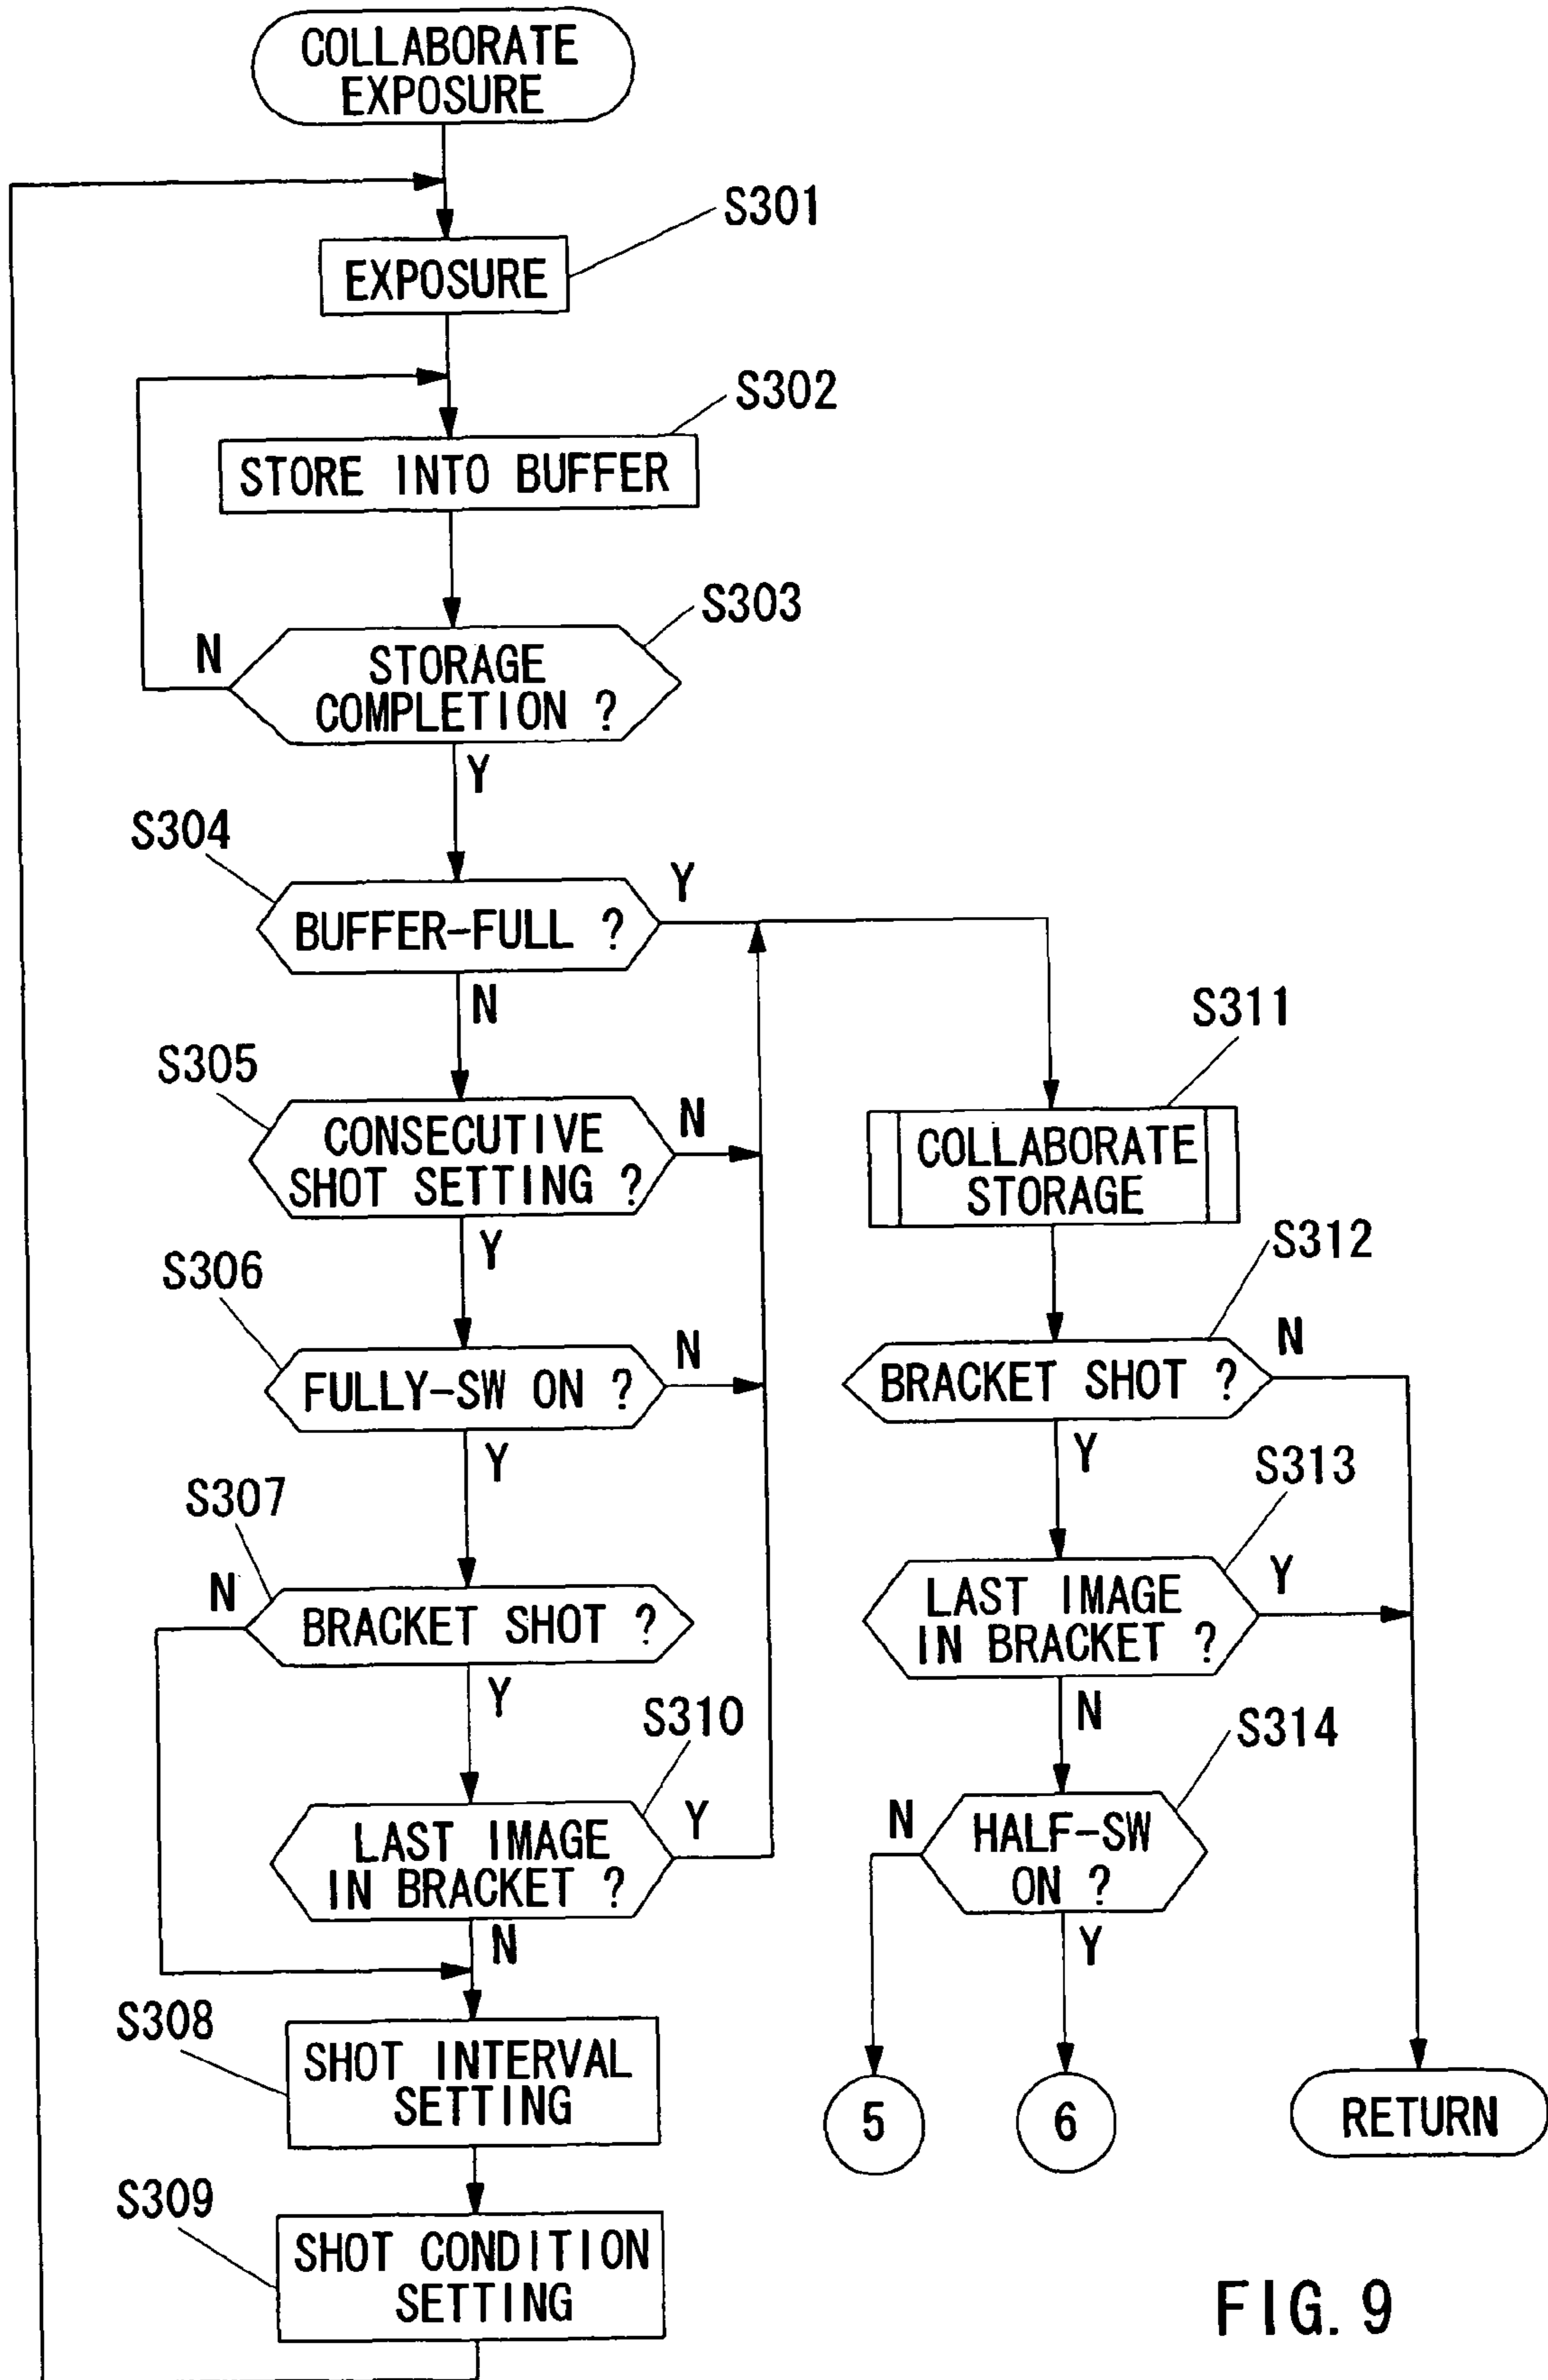 COLLABORATE
EXPOSURE
S301
EXPOSURE
S302
STORE INTO BUFFER
S303
N
STORAGE
COMPLETION ?
Y
S304
Y
BUFFER-FULL ?
N
S305
CONSECUTIVE
SHOT SETTING ?
N
Y
S306
FULLY-SW ON ?
N
Y
S307
N
BRACKET SHOT ?
Y
S310
LAST IMAGE
IN BRACKET ?
Y
N
S308
SHOT INTERVAL
SETTING
S309
SHOT CONDITION
SETTING
S311
COLLABORATE
STORAGE
S312
BRACKET SHOT ?
N
Y
S313
LAST IMAGE
IN BRACKET ?
Y
N
S314
N
HALF-SW
ON ?
Y
5
6
RETURN
FIG. 9